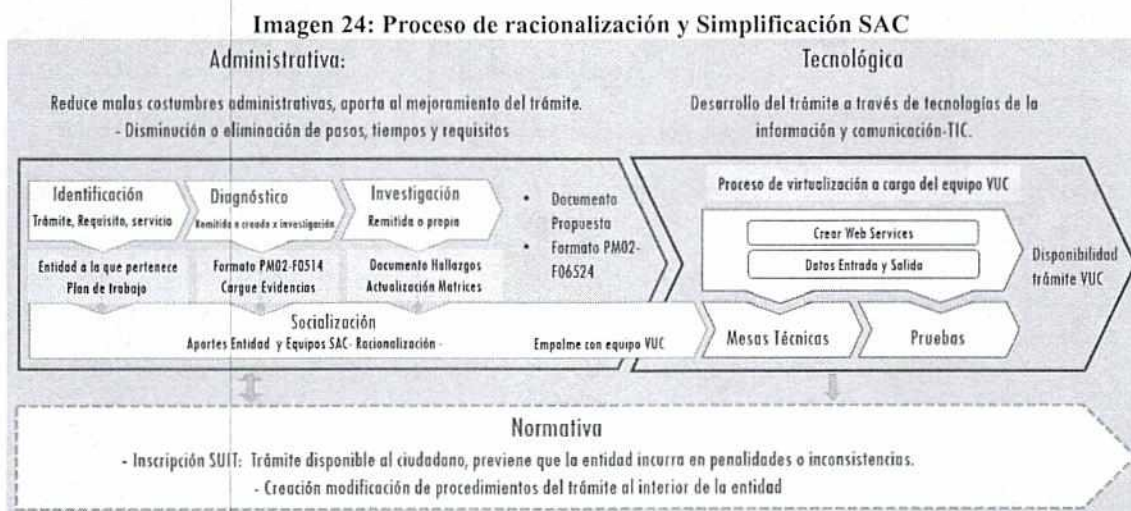 Imagen 24: Proceso de racionalización y Simplificación SAC
Administrativa:
Reduce malas costumbres administrativas, aporta al mejoramiento del trámite.
- Disminución o eliminación de pasos, tiempos y requisitos
Tecnológica
Desarrollo del trámite a través de tecnologías de la
información y comunicación-TIC.
Identificación
Trámite, Requisito, servicio
Diagnóstico
Remitida o creada x investigación
Investigación
Remitida o propia
• Documento
Propuesta
• Formato PM02-
F06524
Entidad a la que pertenece
Plan de trabajo
Formato PM02-F0514
Cargue Evidencias
Documento Hallazgos
Actualización Matrices
Socialización
Aportes Entidad y Equipos SAC- Racionalización -
Empalme con equipo VUC
Proceso de virtualización a cargo del equipo VUC
Crear Web Services
Datos Entrada y Salida
Mesas Técnicas
Pruebas
Disponibilidad
trámite VUC
Normativa
- Inscripción SUIT: Trámite disponible al ciudadano, previene que la entidad incurra en penalidades o inconsistencias.
- Creación modificación de procedimientos del trámite al interior de la entidad